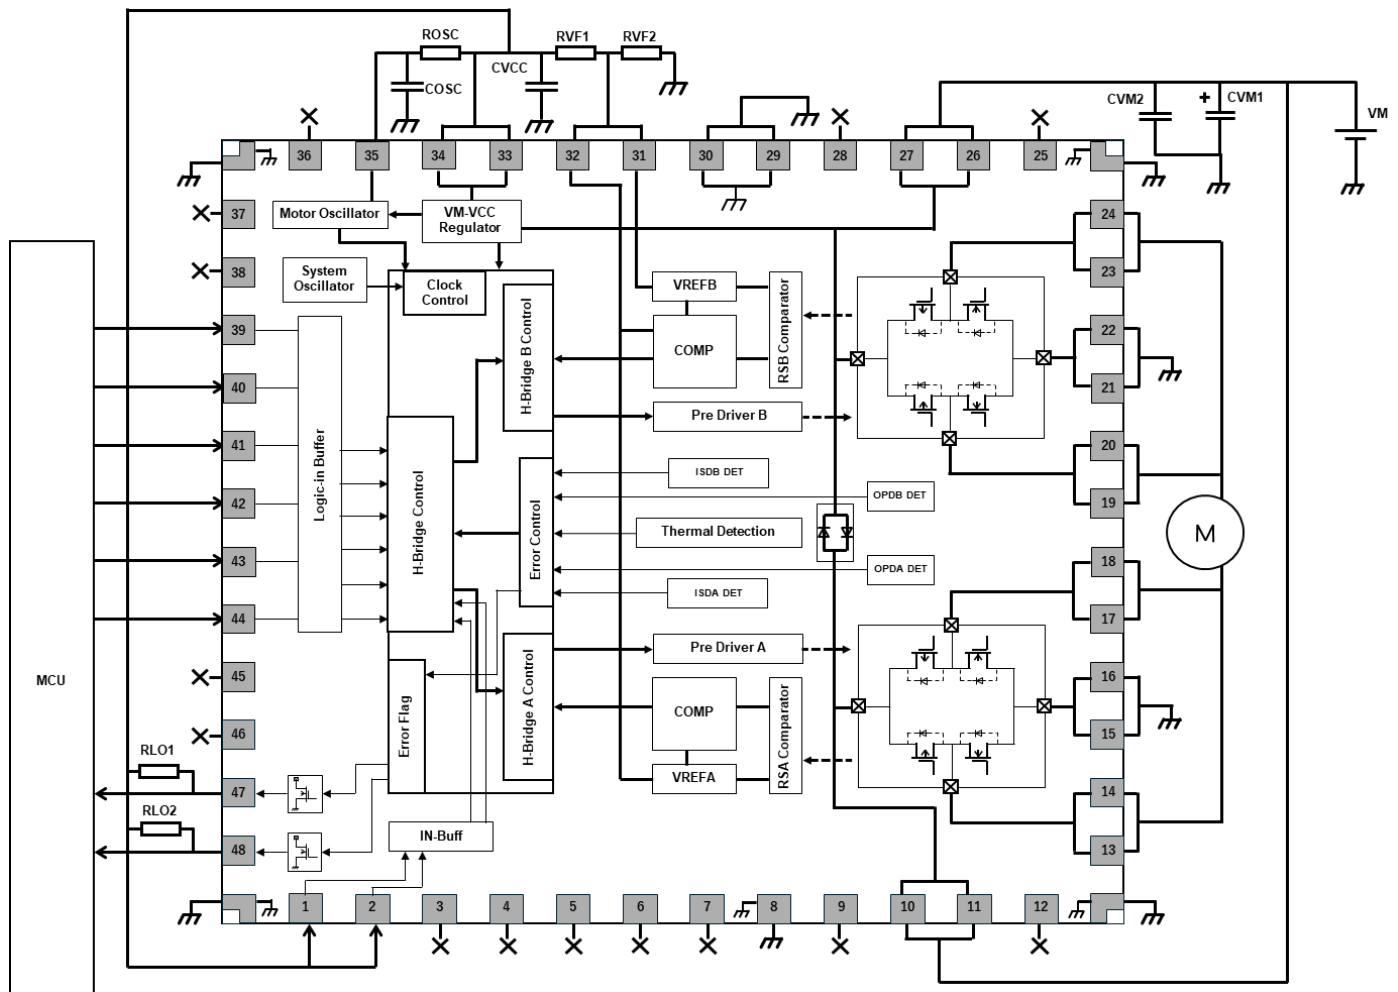 ROSC
RVF1
RVF2
CVCC
COSC
CVM2
+
CVM1
VM
36
35
34
33
32
31
30
29
28
27
26
25
37
38
39
40
41
42
43
44
45
46
47
48
24
23
22
21
20
19
18
17
16
15
14
13
1
2
3
4
5
6
7
8
9
10
11
12
Motor Oscillator
VM-VCC
Regulator
System
Oscillator
Clock
Control
VREFB
COMP
RSB Comparator
H-Bridge B Control
Pre Driver B
Logic-in Buffer
H-Bridge Control
Error Control
ISDB DET
OPDB DET
Thermal Detection
OPDA DET
ISDA DET
M
MCU
Pre Driver A
H-Bridge A Control
COMP
RSA Comparator
VREFA
Error Flag
RLO1
RLO2
IN-Buff